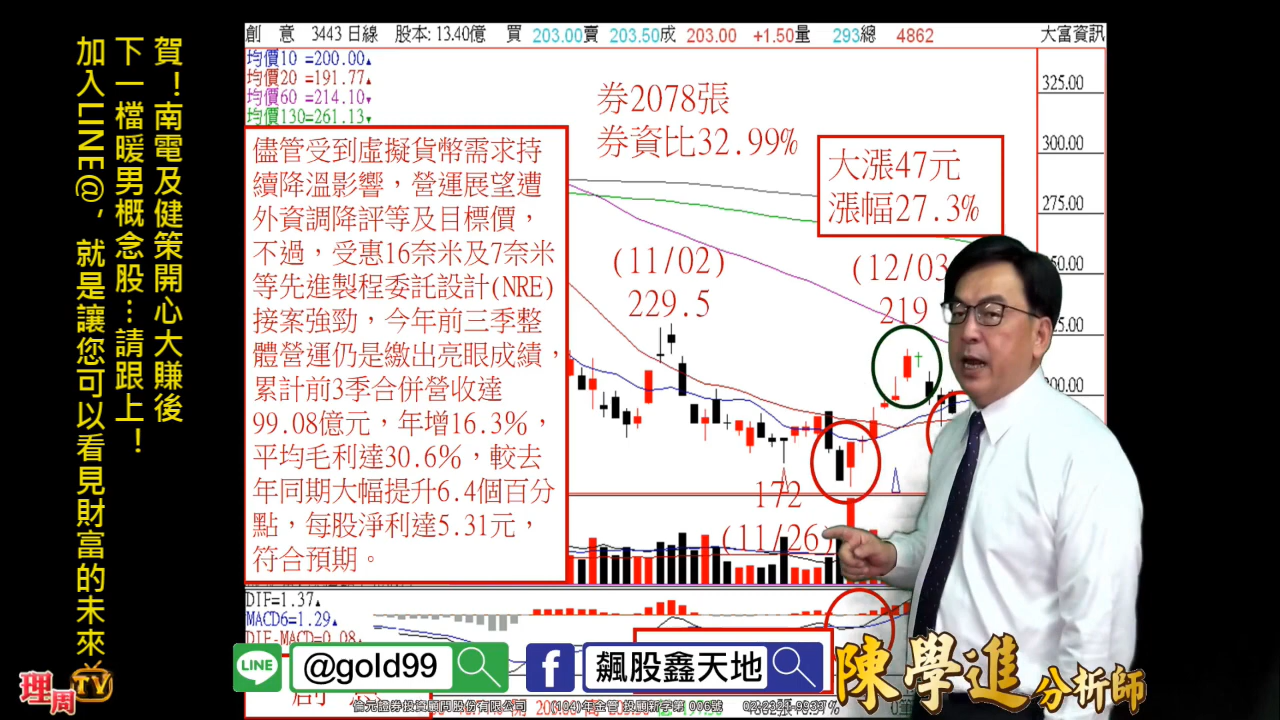 賀！南電及健策開心大賺後
下一檔暖男概念股…請跟上！
加入LINE@，就是讓您可以看見財富的未來
創 意 3443 日線 股本: 13.40億 買 203.00賣 203.50成 203.00 +1.50量 293總 4862 大富資訊
均價10 =200.00▲
均價20 =191.77▲
均價60 =214.10▼
均價130=261.13▼
325.00
300.00
275.00
券2078張
券資比32.99%
大漲47元
漲幅27.3%
儘管受到虛擬貨幣需求持
續降溫影響，營運展望遭
外資調降評等及目標價，
不過，受惠16奈米及7奈米
等先進製程委託設計(NRE)
接案強勁，今年前三季整
體營運仍是繳出亮眼成績，
累計前3季合併營收達
99.08億元，年增16.3%，
平均毛利達30.6%，較去
年同期大幅提升6.4個百分
點，每股淨利達5.31元，
符合預期。
(11/02)
229.5
(12/03
219
172
(11/26)
DIF=1.37▲
MACD6=1.29▲
DIF-MACD=0.08▲
LINE
@gold99
f
飆股鑫天地
陳學進 分析師
理周TV